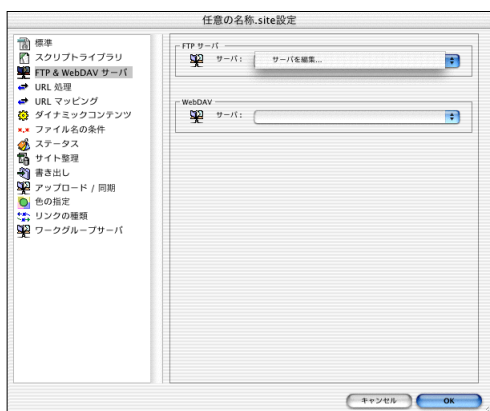 任意の名称.site設定
標準
スクリプトライブラリ
FTP & WebDAV サーバ
URL 処理
URL マッピング
ダイナミックコンテンツ
ファイル名の条件
ステータス
サイト整理
書き出し
アップロード / 同期
色の指定
リンクの種類
ワークグループサーバ
FTP サーバ
サーバ：
サーバを編集...
WebDAV
サーバ：
キャンセル
OK